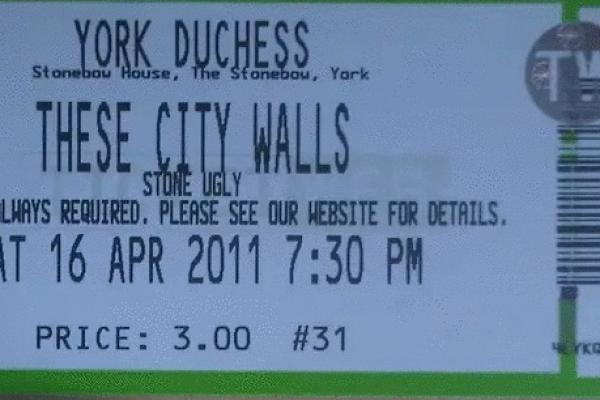 YORK DUCHESS
Stonebow House, The Stonebow, York
THESE CITY WALLS
STONE UGLY
ALWAYS REQUIRED. PLEASE SEE OUR WEBSITE FOR DETAILS.
AT 16 APR 2011 7:30 PM
PRICE: 3.00 #31